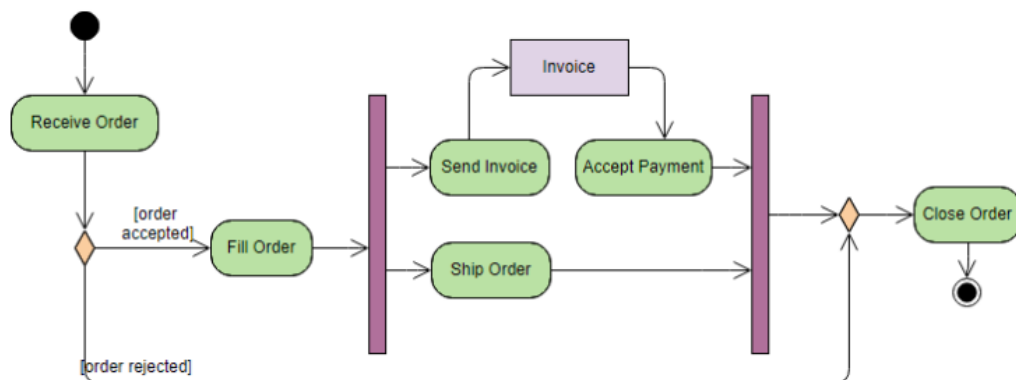 Receive Order
[order
accepted]
Fill Order
[order rejected]
Send Invoice
Invoice
Accept Payment
Ship Order
Close Order